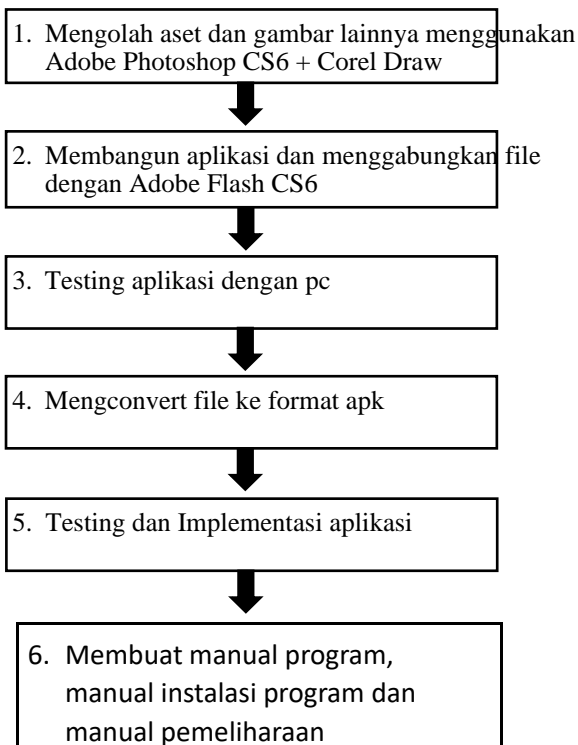 1. Mengolah aset dan gambar lainnya menggunakan
Adobe Photoshop CS6 + Corel Draw
2. Membangun aplikasi dan menggabungkan file
dengan Adobe Flash CS6
3. Testing aplikasi dengan pc
4. Mengconvert file ke format apk
5. Testing dan Implementasi aplikasi
6. Membuat manual program,
manual instalasi program dan
manual pemeliharaan